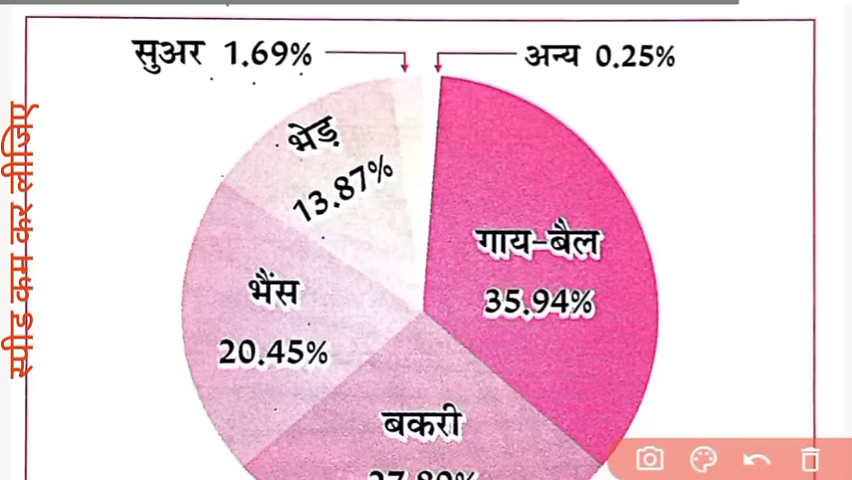 सुअर 1.69%
अन्य 0.25%
भेड़
13.87%
गाय-बैल
35.94%
भैंस
20.45%
बकरी
स्पीड कम कर लीजिए